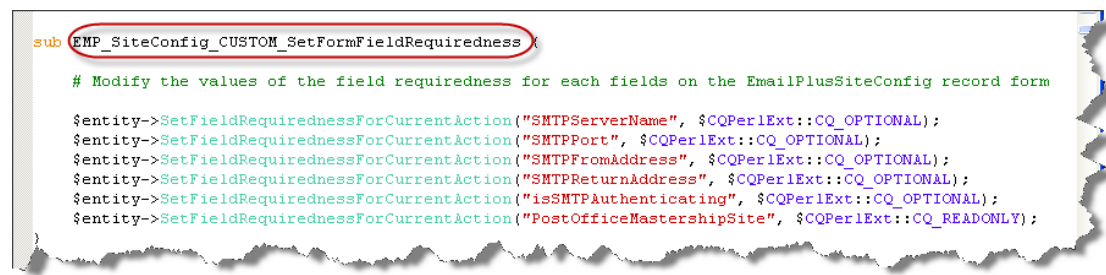 sub EMP_SiteConfig_CUSTOM_SetFormFieldRequiredness {
# Modify the values of the field requiredness for each fields on the EmailPlusSiteConfig record form
$entity->SetFieldRequirednessForCurrentAction("SMTPServerName", $CQPerlExt::CQ_OPTIONAL);
$entity->SetFieldRequirednessForCurrentAction("SMTPPort", $CQPerlExt::CQ_OPTIONAL);
$entity->SetFieldRequirednessForCurrentAction("SMTPFromAddress", $CQPerlExt::CQ_OPTIONAL);
$entity->SetFieldRequirednessForCurrentAction("SMTPReturnAddress", $CQPerlExt::CQ_OPTIONAL);
$entity->SetFieldRequirednessForCurrentAction("isSMTPAuthenticating", $CQPerlExt::CQ_OPTIONAL);
$entity->SetFieldRequirednessForCurrentAction("PostOfficeMastershipSite", $CQPerlExt::CQ_READONLY);
}